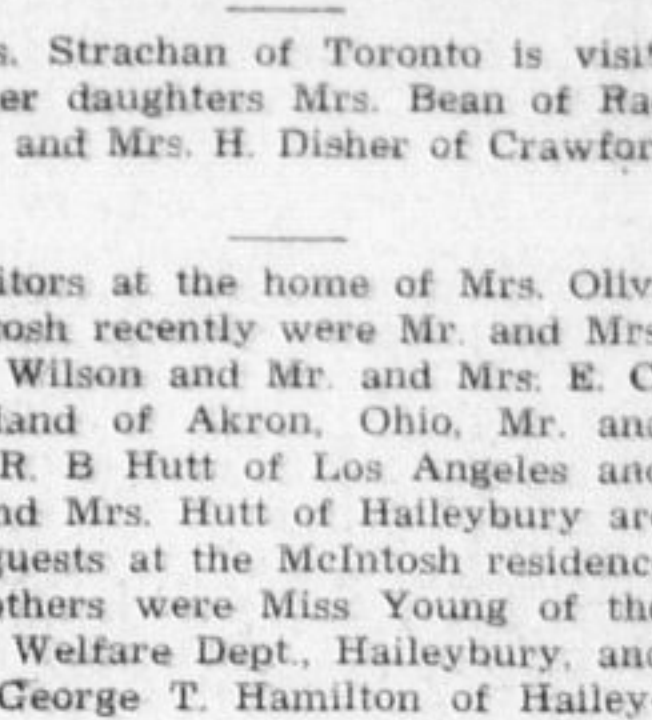 s. Strachan of Toronto is visit
er daughters Mrs. Bean of Ra
and Mrs. H. Disher of Crawfor
itors at the home of Mrs. Oliv
tosh recently were Mr. and Mrs
Wilson and Mr. and Mrs. E. C
land of Akron, Ohio, Mr. and
R. B Hutt of Los Angeles and
nd Mrs. Hutt of Haileybury are
guests at the McIntosh residenc
others were Miss Young of the
Welfare Dept., Haileybury, and
George T. Hamilton of Hailey-